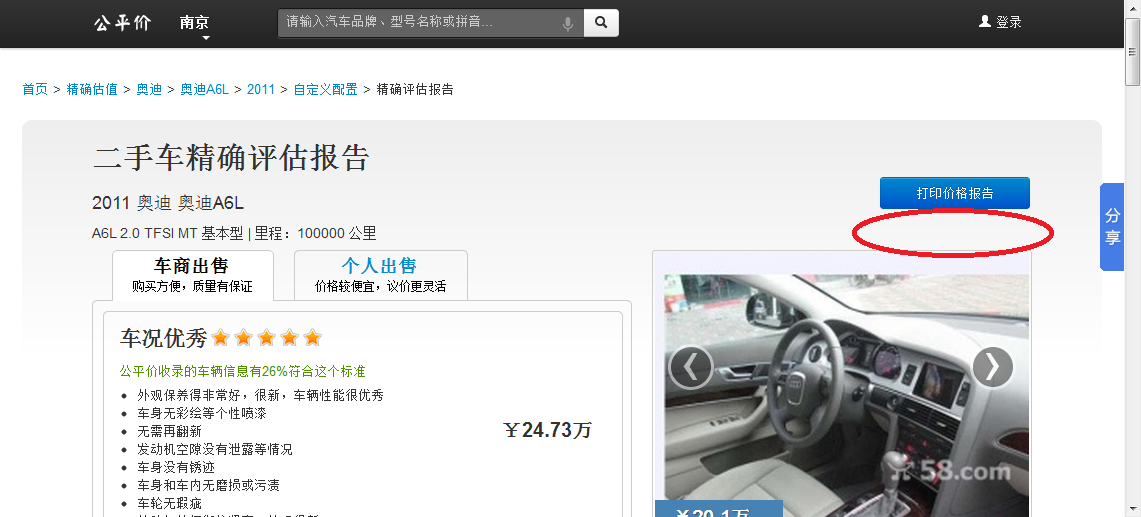 公平价
南京
请输入汽车品牌、型号名称或拼音...
登录
首页 > 精确估值 > 奥迪 > 奥迪A6L > 2011 > 自定义配置 > 精确评估报告
二手车精确评估报告
2011 奥迪 奥迪A6L
打印价格报告
A6L 2.0 TFSI MT 基本型 | 里程：100000 公里
分享
车商出售
购买方便，质量有保证
个人出售
价格较便宜，议价更灵活
车况优秀
公平价收录的车辆信息有26%符合这个标准
外观保养得非常好，很新，车辆性能很优秀
车身无彩绘等个性喷漆
无需再翻新
发动机空隙没有泄露等情况
车身没有锈迹
车身和车内无磨损或污渍
车轮无瑕疵
￥24.73万
58.com
￥20.1万